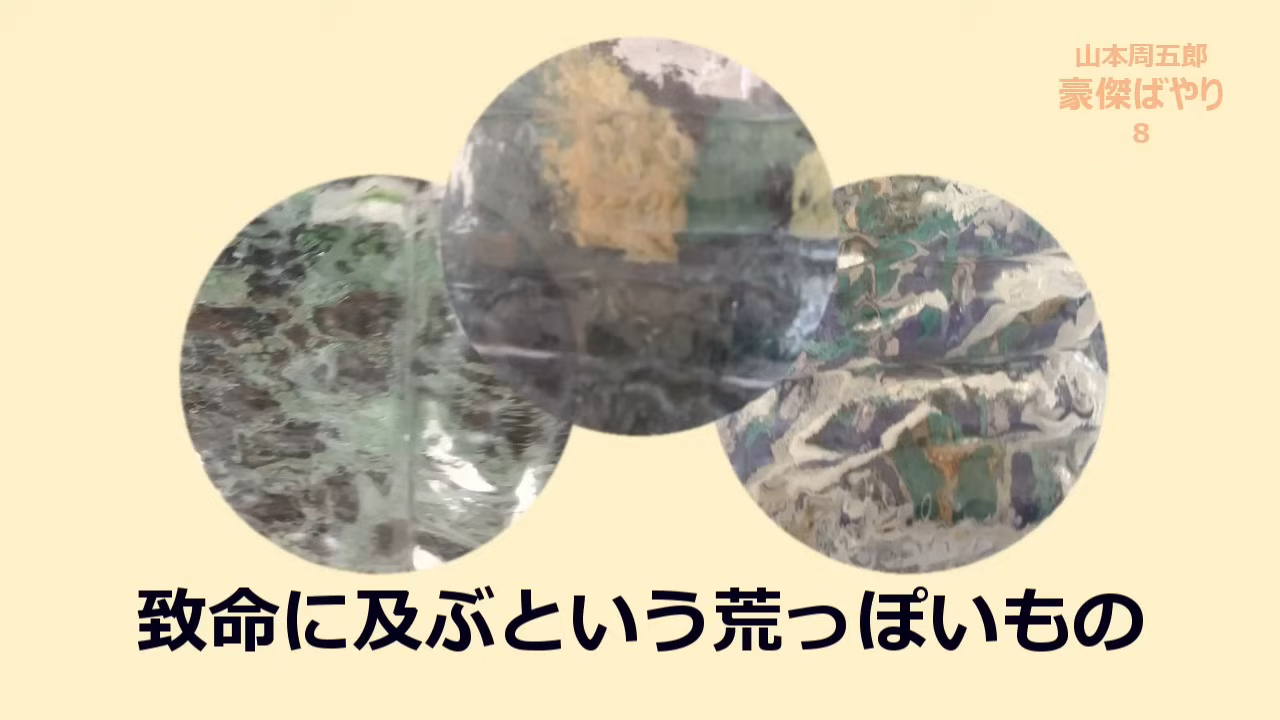 山本周五郎
豪傑ばやり
8
致命に及ぶという荒っぽいもの